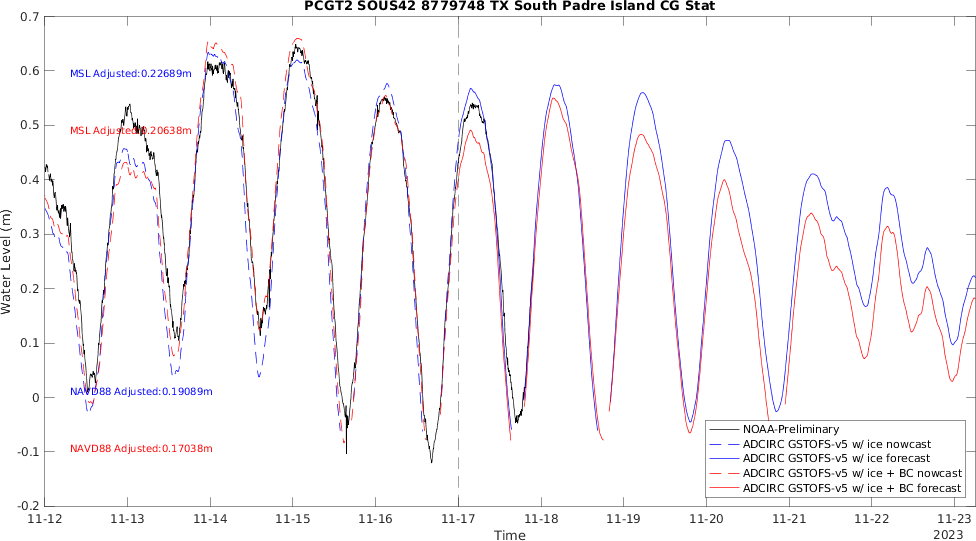 PCGT2 SOUS42 8779748 TX South Padre Island CG Stat
0.7
0.6
0.5
0.4
0.3
0.2
0.1
0
-0.1
-0.2
Water Level (m)
MSL Adjusted:0.22689m
MSL Adjusted:0.20638m
NAVD88 Adjusted:0.19089m
NAVD88 Adjusted:0.17038m
NOAA-Preliminary
ADCIRC GSTOFS-v5 w/ ice nowcast
ADCIRC GSTOFS-v5 w/ ice forecast
ADCIRC GSTOFS-v5 w/ ice + BC nowcast
ADCIRC GSTOFS-v5 w/ ice + BC forecast
11-12 11-13 11-14 11-15 11-16 11-17 11-18 11-19 11-20 11-21 11-22 11-23
2023
Time